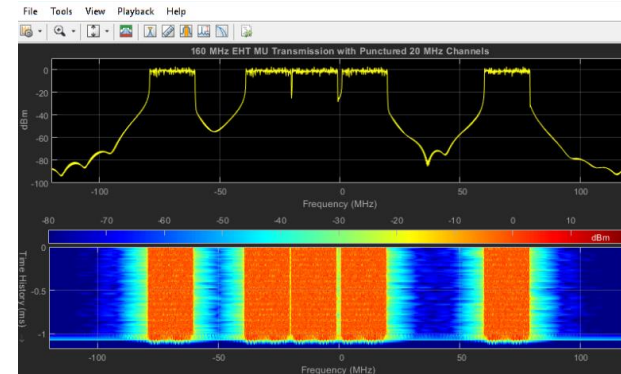 File Tools View Playback Help
160 MHz EHT MU Transmission with Punctured 20 MHz Channels
0
-20
-40
-60
-80
-100
dBm
-100 -50 0 50 100
Frequency (MHz)
-80 -70 -60 -50 -40 -30 -20 -10 0 10
dBm
0
-0.5
-1
Time History (ms)
-100 -50 0 50 100
Frequency (MHz)